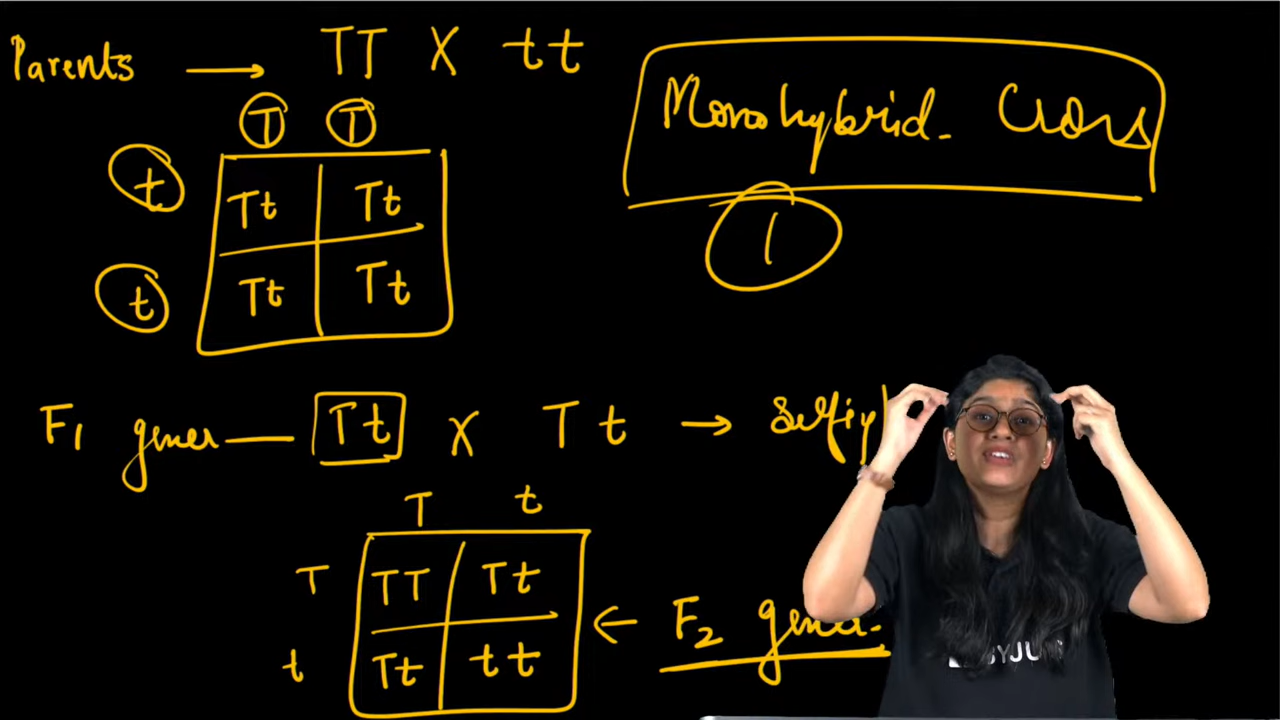 Parents → TT X tt
Monohybrid- Cross
1
T T
t Tt Tt
t Tt Tt
F1 gener— Tt X Tt → Selfi
T t
T TT Tt
t Tt tt
← F2 gener.